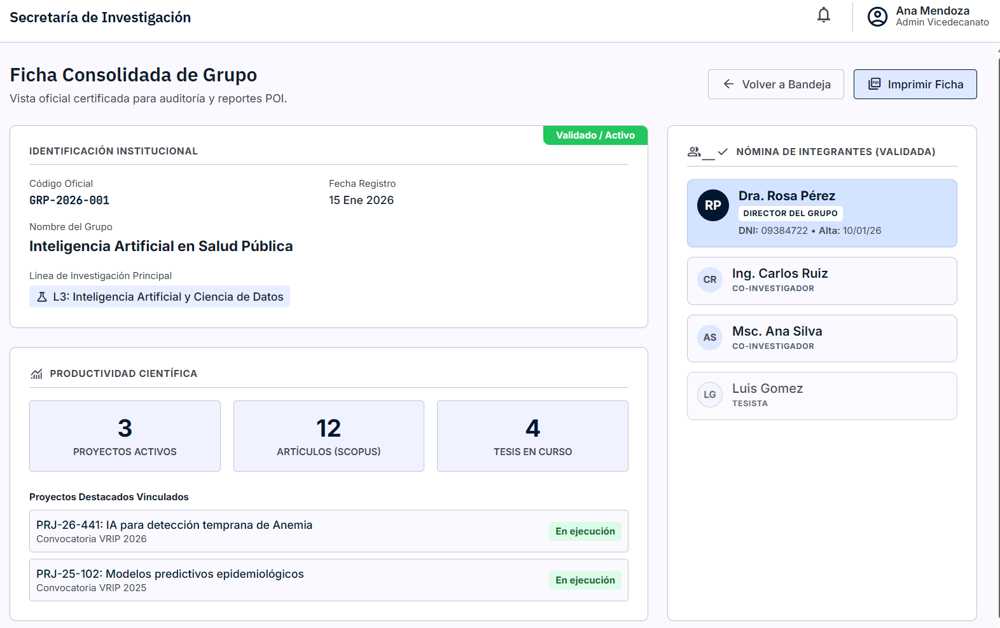 Secretaría de Investigación
Ana Mendoza
Admin Vicedecanato
Ficha Consolidada de Grupo
Vista oficial certificada para auditoría y reportes POI.
Volver a Bandeja
PDF
Imprimir Ficha
Validado / Activo
IDENTIFICACIÓN INSTITUCIONAL
Código Oficial
GRP-2026-001
Fecha Registro
15 Ene 2026
Nombre del Grupo
Inteligencia Artificial en Salud Pública
Línea de Investigación Principal
L3: Inteligencia Artificial y Ciencia de Datos
PRODUCTIVIDAD CIENTÍFICA
3
PROYECTOS ACTIVOS
12
ARTÍCULOS (SCOPUS)
4
TESIS EN CURSO
Proyectos Destacados Vinculados
PRJ-26-441: IA para detección temprana de Anemia
Convocatoria VRIP 2026
En ejecución
PRJ-25-102: Modelos predictivos epidemiológicos
Convocatoria VRIP 2025
En ejecución
NÓMINA DE INTEGRANTES (VALIDADA)
RP
Dra. Rosa Pérez
DIRECTOR DEL GRUPO
DNI: 09384722 • Alta: 10/01/26
CR
Ing. Carlos Ruiz
CO-INVESTIGADOR
AS
Msc. Ana Silva
CO-INVESTIGADOR
LG
Luis Gomez
TESISTA